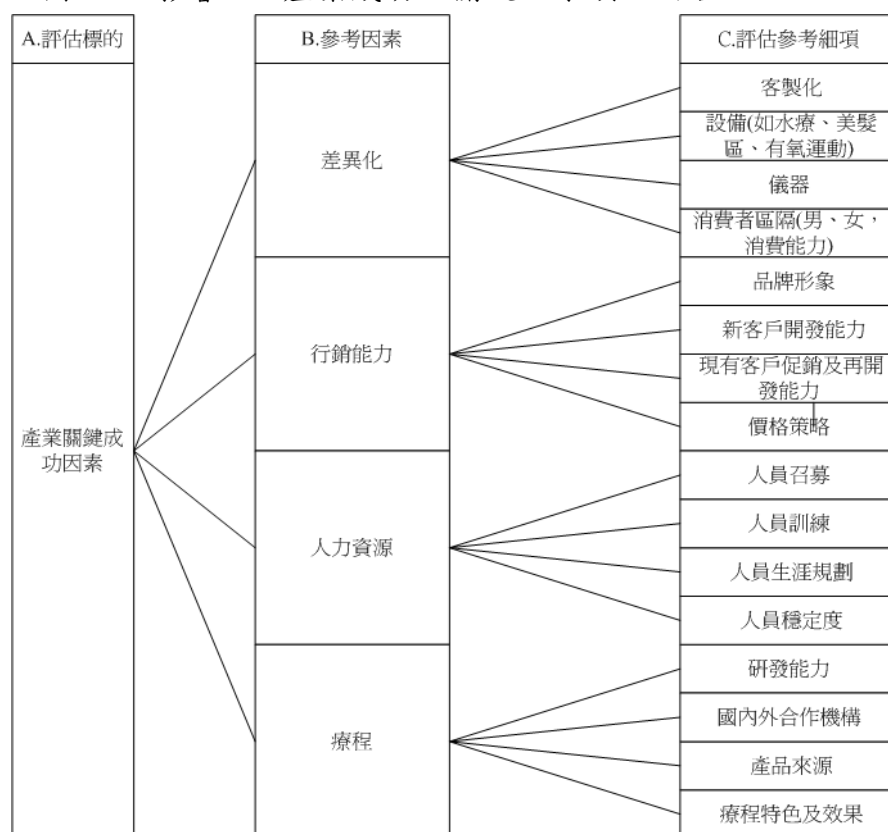 A.評估標的
B.參考因素
C.評估參考細項
產業關鍵成
功因素
差異化
客製化
設備(如水療、美髮
區、有氧運動)
儀器
消費者區隔(男、女，
消費能力)
行銷能力
品牌形象
新客戶開發能力
現有客戶促銷及再開
發能力
價格策略
人力資源
人員召募
人員訓練
人員生涯規劃
人員穩定度
療程
研發能力
國內外合作機構
產品來源
療程特色及效果